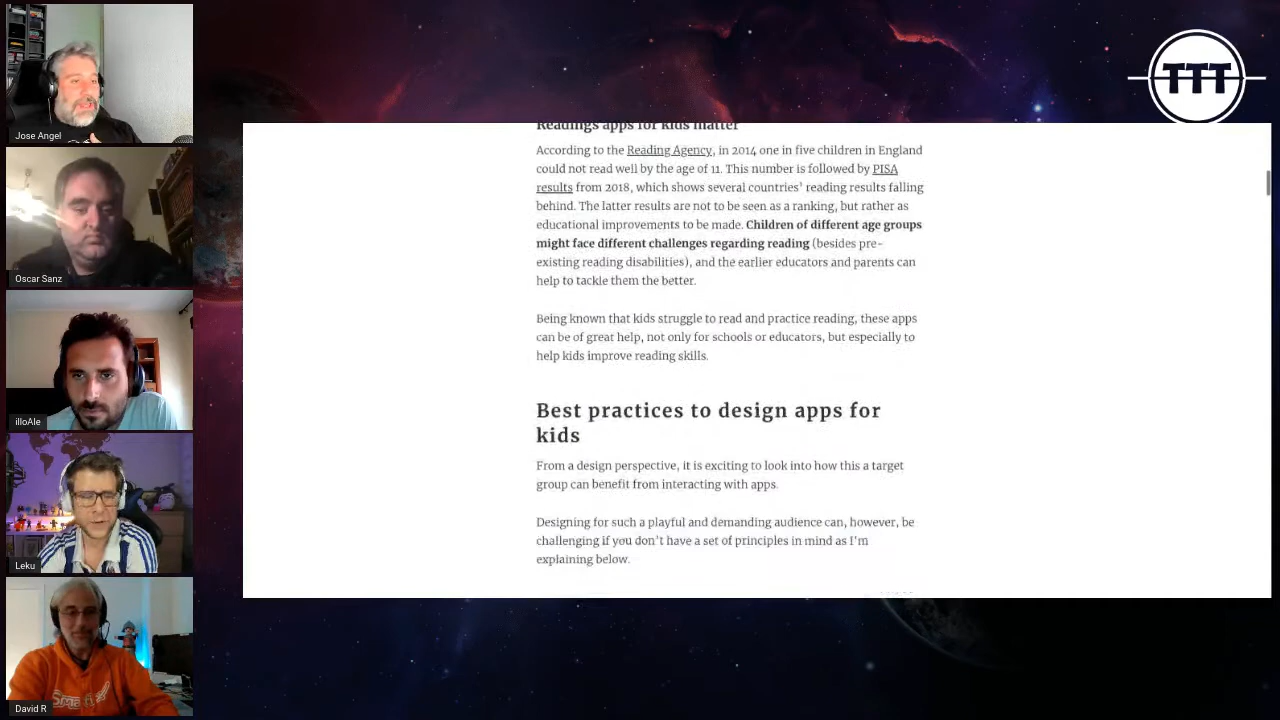 TTT
Jose Angel
Oscar Sanz
illoAle
Leku
David R
Readings apps for kids matter
According to the Reading Agency, in 2014 one in five children in England
could not read well by the age of 11. This number is followed by PISA
results from 2018, which shows several countries' reading results falling
behind. The latter results are not to be seen as a ranking, but rather as
educational improvements to be made. Children of different age groups
might face different challenges regarding reading (besides pre-
existing reading disabilities), and the earlier educators and parents can
help to tackle them the better.
Being known that kids struggle to read and practice reading, these apps
can be of great help, not only for schools or educators, but especially to
help kids improve reading skills.
Best practices to design apps for
kids
From a design perspective, it is exciting to look into how this a target
group can benefit from interacting with apps.
Designing for such a playful and demanding audience can, however, be
challenging if you don't have a set of principles in mind as I'm
explaining below.